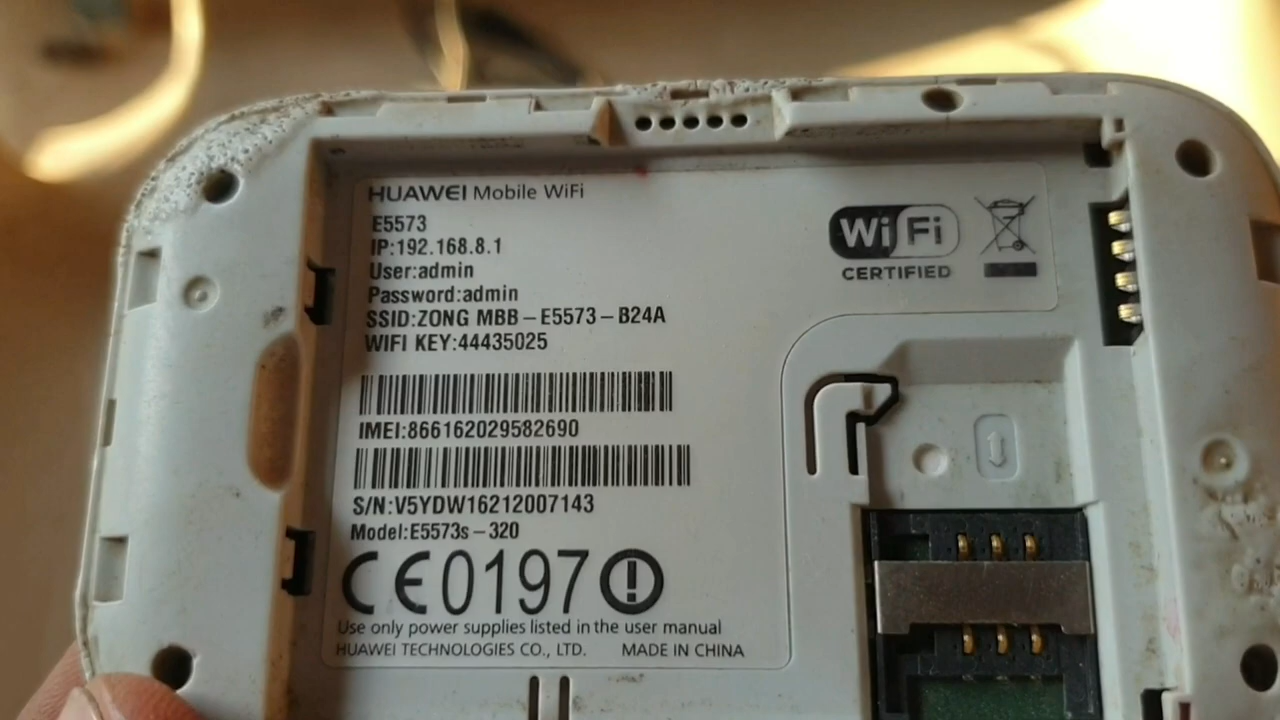 HUAWEI Mobile WiFi
E5573
IP:192.168.8.1
User:admin
Password:admin
SSID:ZONG MBB-E5573-B24A
WIFI KEY:44435025
Wi Fi
CERTIFIED
IMEI:866162029582690
S/N:V5YDW16212007143
Model:E5573s-320
CE0197
Use only power supplies listed in the user manual
HUAWEI TECHNOLOGIES CO., LTD. MADE IN CHINA